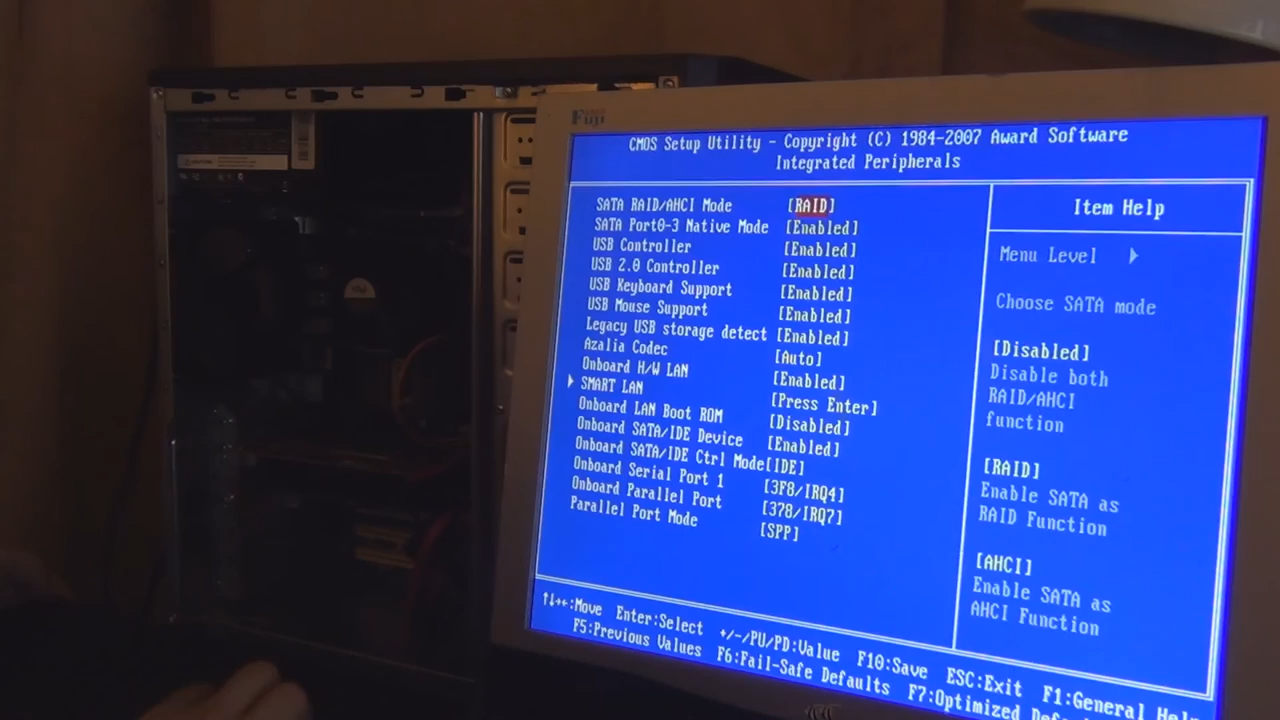 Fuji
CMOS Setup Utility - Copyright (C) 1984-2007 Award Software
Integrated Peripherals
SATA RAID/AHCI Mode [RAID]
SATA Port0-3 Native Mode [Enabled]
USB Controller [Enabled]
USB 2.0 Controller [Enabled]
USB Keyboard Support [Enabled]
USB Mouse Support [Enabled]
Legacy USB storage detect [Enabled]
Azalia Codec [Auto]
Onboard H/W LAN [Enabled]
SMART LAN [Press Enter]
Onboard LAN Boot ROM [Disabled]
Onboard SATA/IDE Device [Enabled]
Onboard SATA/IDE Ctrl Mode[IDE]
Onboard Serial Port 1 [3F8/IRQ4]
Onboard Parallel Port [378/IRQ7]
Parallel Port Mode [SPP]
Item Help
Menu Level
Choose SATA mode
[Disabled]
Disable both
RAID/AHCI
function
[RAID]
Enable SATA as
RAID Function
[AHCI]
Enable SATA as
AHCI Function
↑↓→←:Move Enter:Select +/-/PU/PD:Value F10:Save ESC:Exit F1:General Help
F5:Previous Values F6:Fail-Safe Defaults F7:Optimized